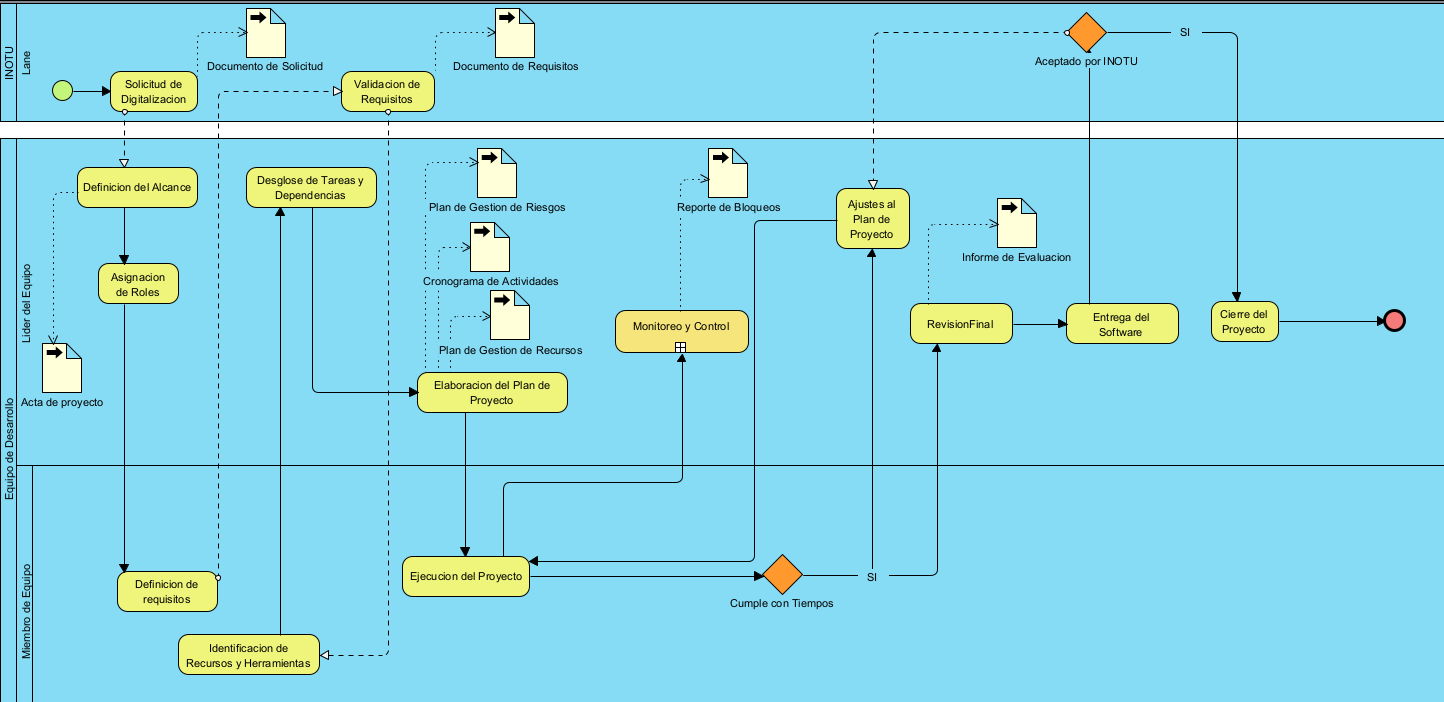 INOTU
Lane
Solicitud de
Digitalizacion
Documento de Solicitud
Validacion de
Requisitos
Documento de Requisitos
Aceptado por INOTU
SI
Equipo de Desarrollo
Lider del Equipo
Definicion del Alcance
Asignacion
de Roles
Acta de proyecto
Desglose de Tareas y
Dependencias
Plan de Gestion de Riesgos
Cronograma de Actividades
Plan de Gestion de Recursos
Elaboracion del Plan de
Proyecto
Reporte de Bloqueos
Monitoreo y Control
Ajustes al
Plan de
Proyecto
Informe de Evaluacion
RevisionFinal
Entrega del
Software
Cierre del
Proyecto
Miembro de Equipo
Definicion de
requisitos
Identificacion de
Recursos y Herramientas
Ejecucion del Proyecto
Cumple con Tiempos
SI